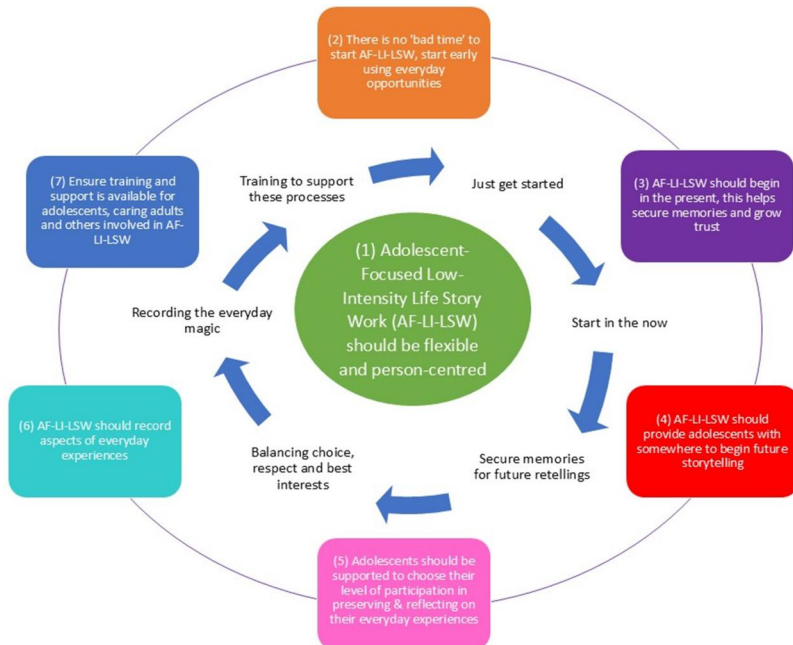 (2) There is no 'bad time' to
start AF-LI-LSW, start early
using everyday
opportunities
(7) Ensure training and
support is available for
adolescents, caring adults
and others involved in AF-
LI-LSW
Training to support
these processes
Just get started
(3) AF-LI-LSW should begin
in the present, this helps
secure memories and grow
trust
(1) Adolescent-
Focused Low-
Intensity Life Story
Work (AF-LI-LSW)
should be flexible
and person-centred
Recording the everyday
magic
Start in the now
(6) AF-LI-LSW should record
aspects of everyday
experiences
Balancing choice,
respect and best
interests
Secure memories
for future retellings
(4) AF-LI-LSW should
provide adolescents with
somewhere to begin future
storytelling
(5) Adolescents should be
supported to choose their
level of participation in
preserving & reflecting on
their everyday experiences